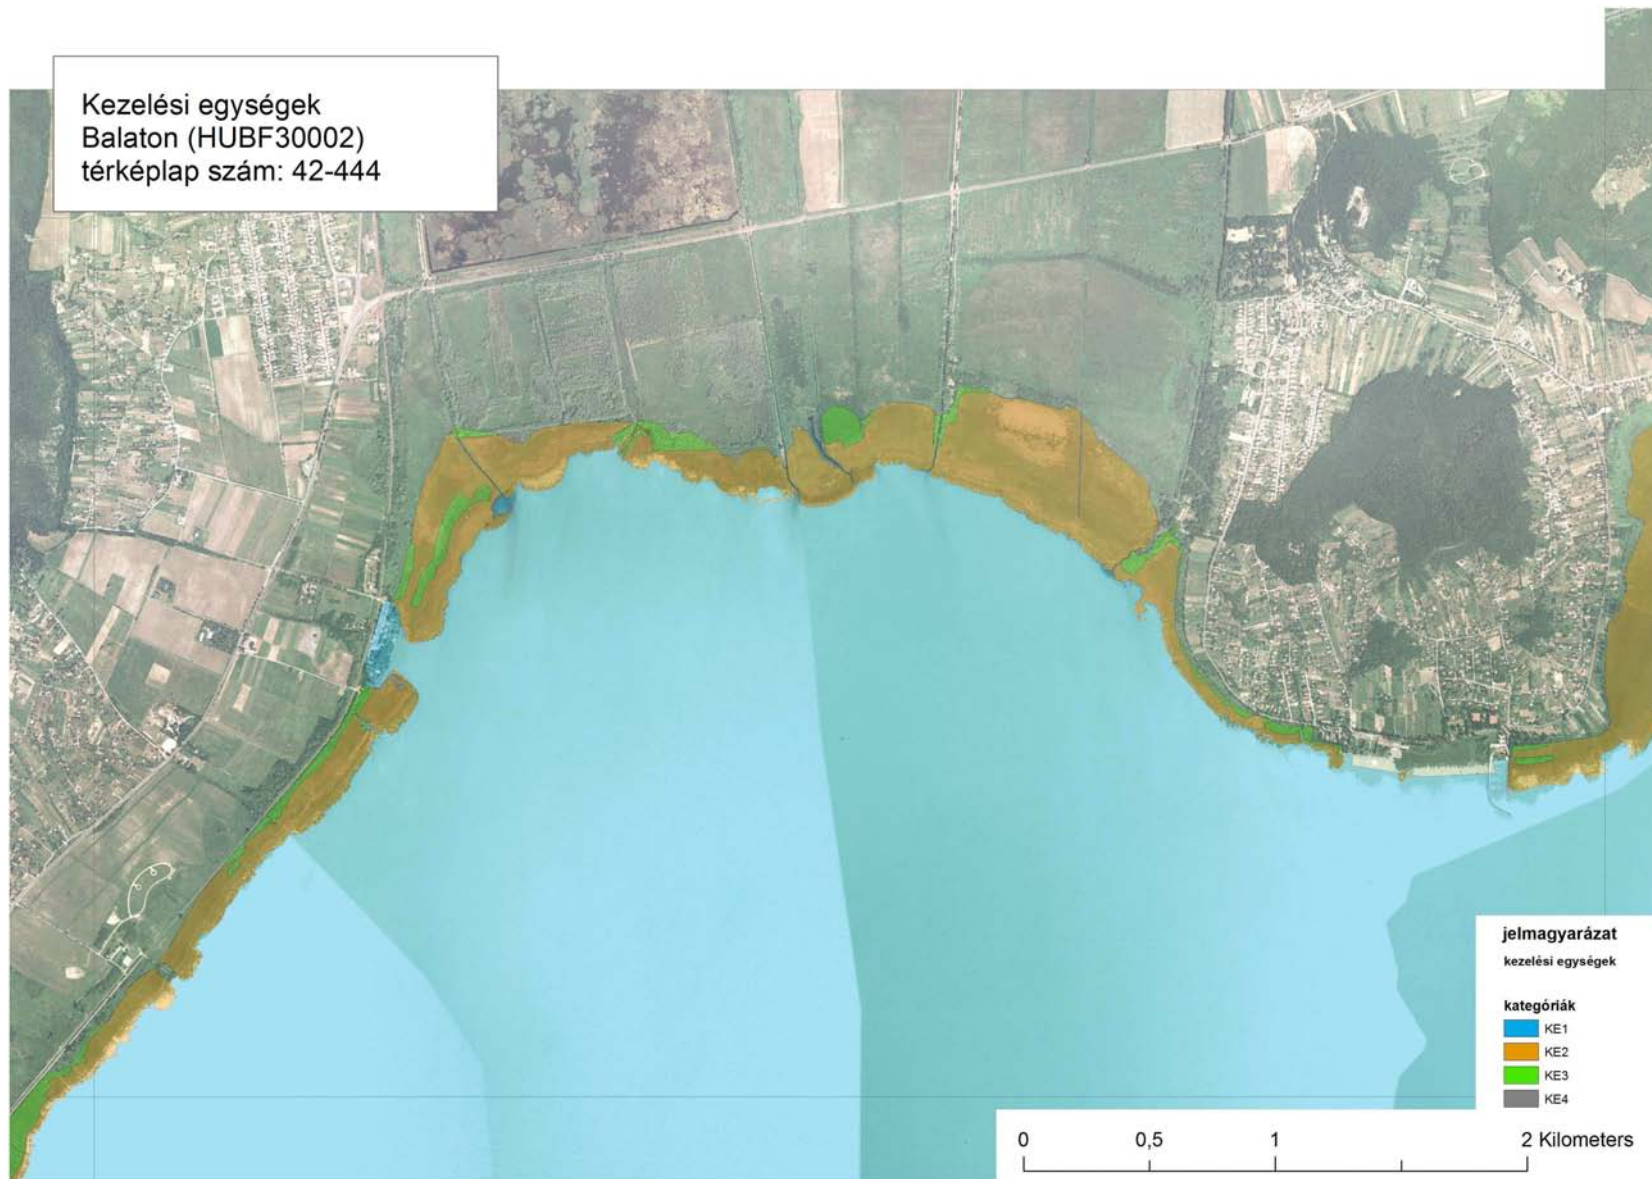 Kezelési egységek
Balaton (HUBF30002)
térképlap szám: 42-444
jelmagyarázat
kezelési egységek
kategóriák
KE1
KE2
KE3
KE4
0 0,5 1 2 Kilometers